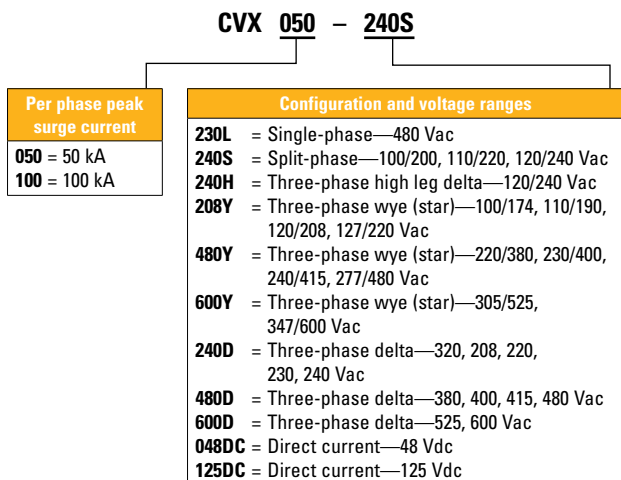 CVX 050 – 240S
Per phase peak
surge current
050 = 50 kA
100 = 100 kA
Configuration and voltage ranges
230L = Single-phase—480 Vac
240S = Split-phase—100/200, 110/220, 120/240 Vac
240H = Three-phase high leg delta—120/240 Vac
208Y = Three-phase wye (star)—100/174, 110/190,
120/208, 127/220 Vac
480Y = Three-phase wye (star)—220/380, 230/400,
240/415, 277/480 Vac
600Y = Three-phase wye (star)—305/525,
347/600 Vac
240D = Three-phase delta—320, 208, 220,
230, 240 Vac
480D = Three-phase delta—380, 400, 415, 480 Vac
600D = Three-phase delta—525, 600 Vac
048DC = Direct current—48 Vdc
125DC = Direct current—125 Vdc